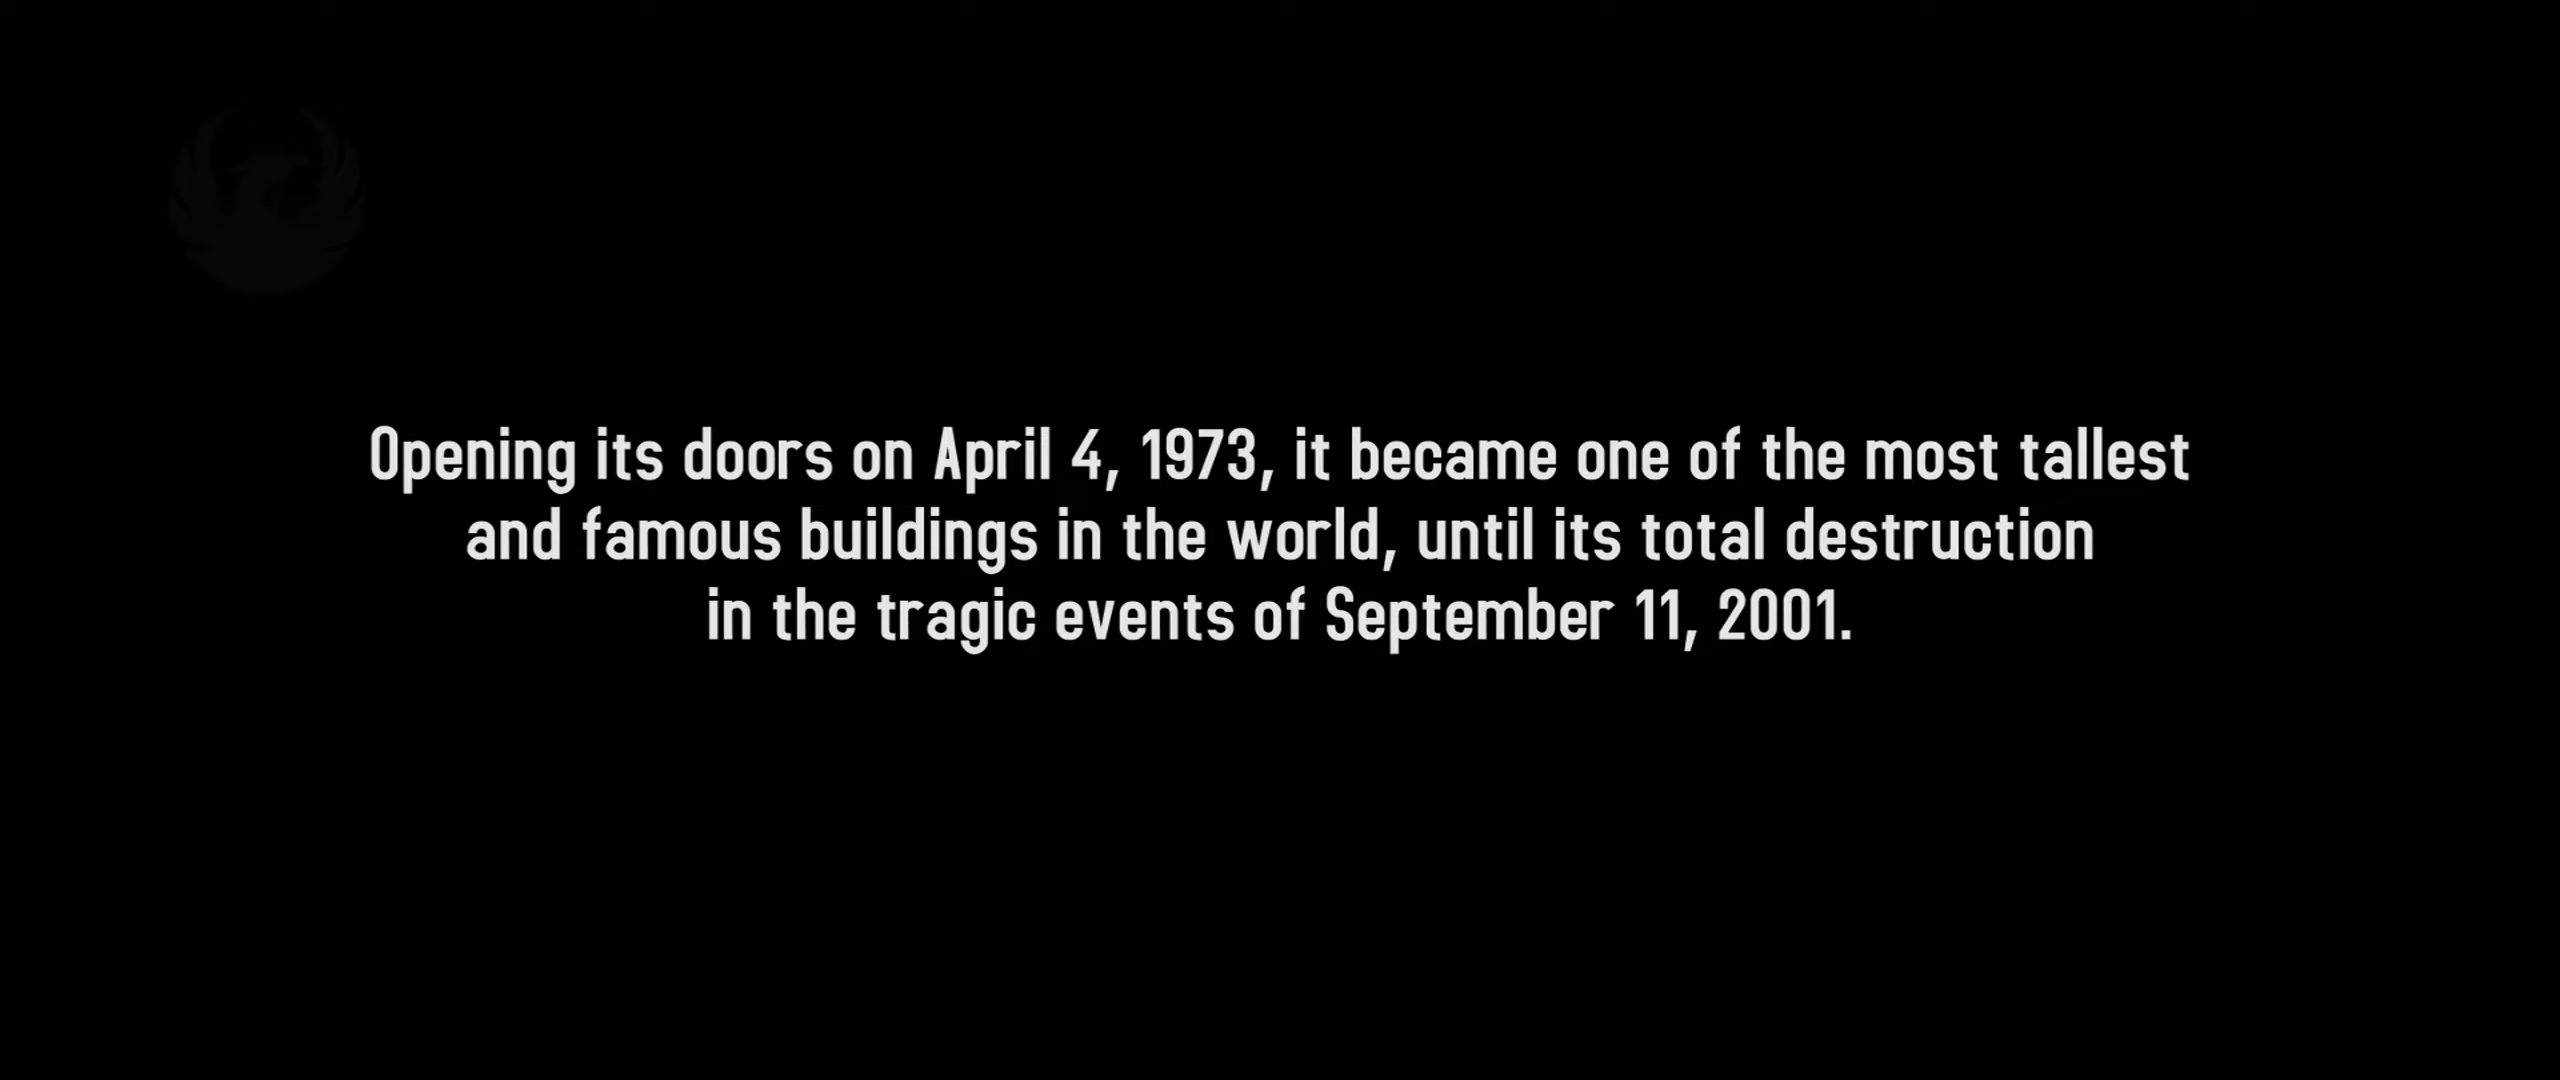 Opening its doors on April 4, 1973, it became one of the most tallest
and famous buildings in the world, until its total destruction
in the tragic events of September 11, 2001.